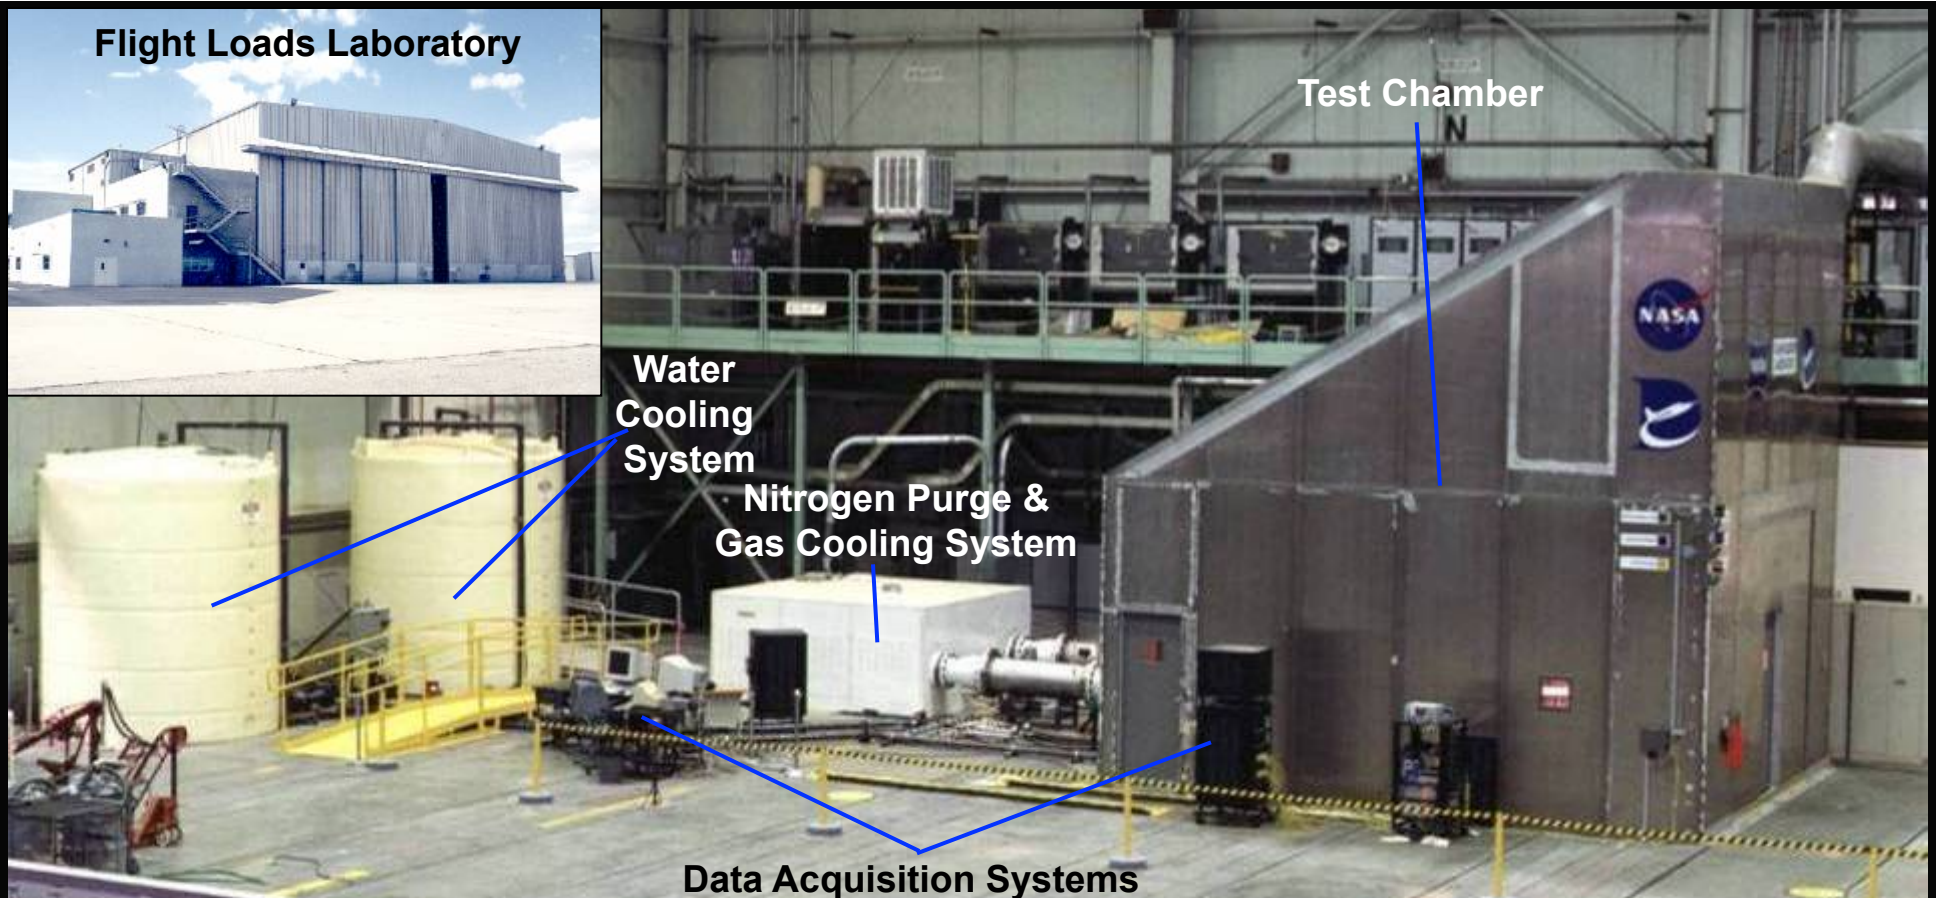 Flight Loads Laboratory
Test Chamber
N
NASA
Water
Cooling
System
Nitrogen Purge &
Gas Cooling System
Data Acquisition Systems